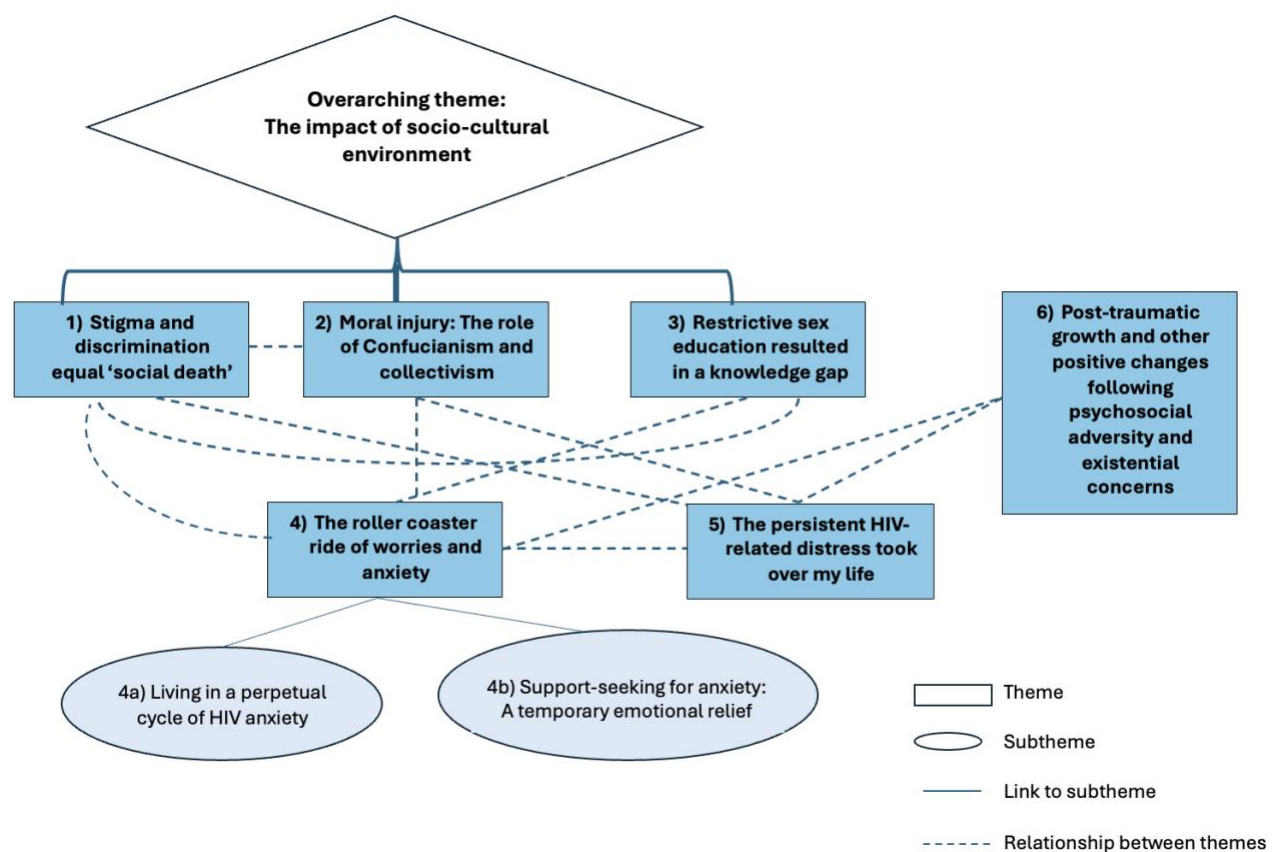 Overarching theme:
The impact of socio-cultural
environment
1) Stigma and
discrimination
equal ‘social death’
2) Moral injury: The role
of Confucianism and
collectivism
3) Restrictive sex
education resulted
in a knowledge gap
6) Post-traumatic
growth and other
positive changes
following
psychosocial
adversity and
existential
concerns
4) The roller coaster
ride of worries and
anxiety
5) The persistent HIV-
related distress took
over my life
4a) Living in a perpetual
cycle of HIV anxiety
4b) Support-seeking for anxiety:
A temporary emotional relief
Theme
Subtheme
Link to subtheme
Relationship between themes